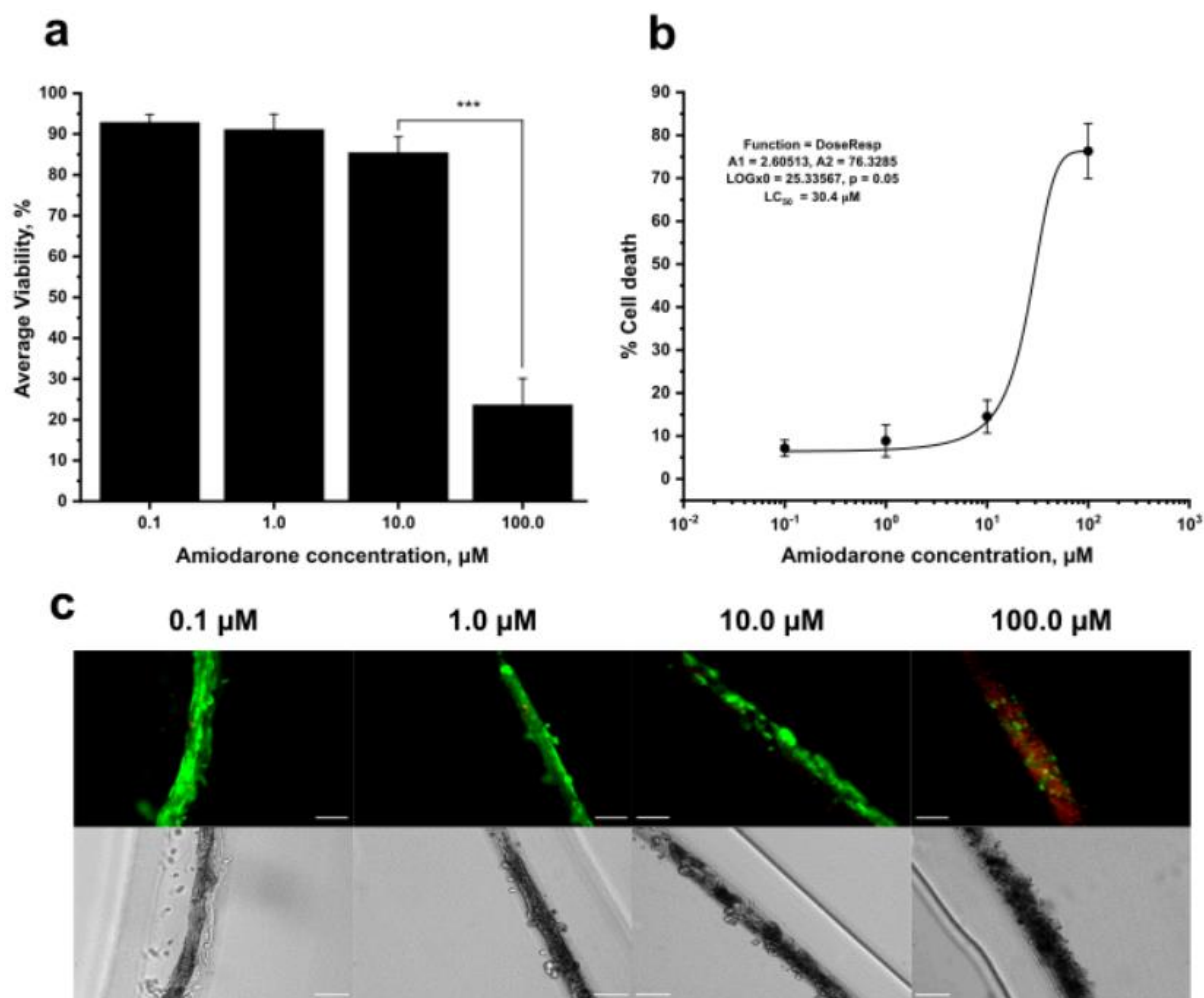 a
100
90
80
70
60
50
40
30
20
10
0
Average Viability, %
***
0.1 1.0 10.0 100.0
Amiodarone concentration, µM
b
90
80
70
60
50
40
30
20
10
0
% Cell death
Function = DoseResp
A1 = 2.60513, A2 = 76.3285
LOGx0 = 25.33567, p = 0.05
LC₅₀ = 30.4 µM
10⁻² 10⁻¹ 10⁰ 10¹ 10² 10³
Amiodarone concentration, µM
c
0.1 µM 1.0 µM 10.0 µM 100.0 µM